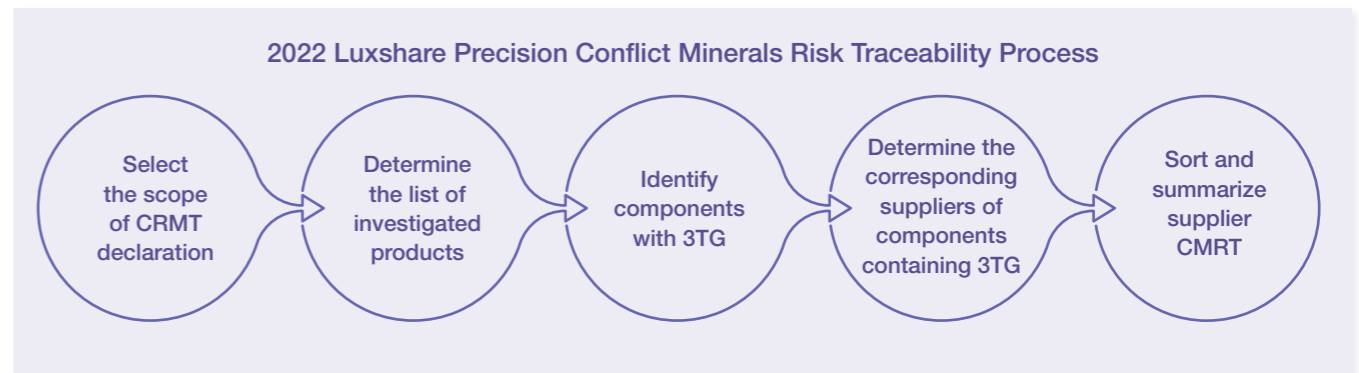 2022 Luxshare Precision Conflict Minerals Risk Traceability Process
Select
the scope
of CRMT
declaration
Determine
the list of
investigated
products
Identify
components
with 3TG
Determine the
corresponding
suppliers of
components
containing 3TG
Sort and
summarize
supplier
CMRT